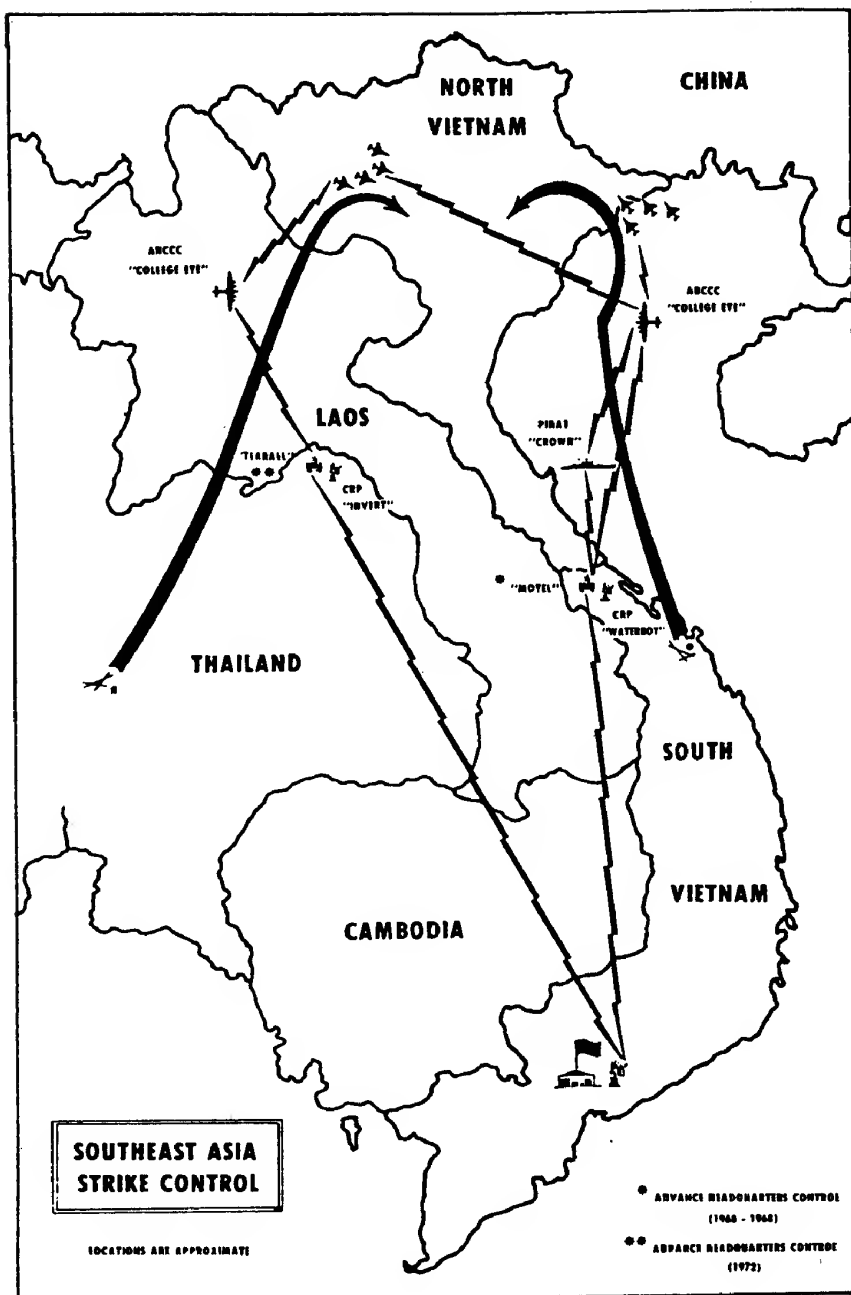 NORTH
VIETNAM
CHINA
ABCCC
"COLLEGE EYE"
ABCCC
"COLLEGE EYE"
LAOS
"TEABALL"
**
CRP
"INVERT"
PIRAZ
"CROWN"
* "MOTEL"
CRP
"WATERBOY"
THAILAND
SOUTH
VIETNAM
CAMBODIA
SOUTHEAST ASIA
STRIKE CONTROL
LOCATIONS ARE APPROXIMATE
* ADVANCE HEADQUARTERS CONTROL
(1966 - 1968)
** ADVANCE HEADQUARTERS CONTROL
(1972)